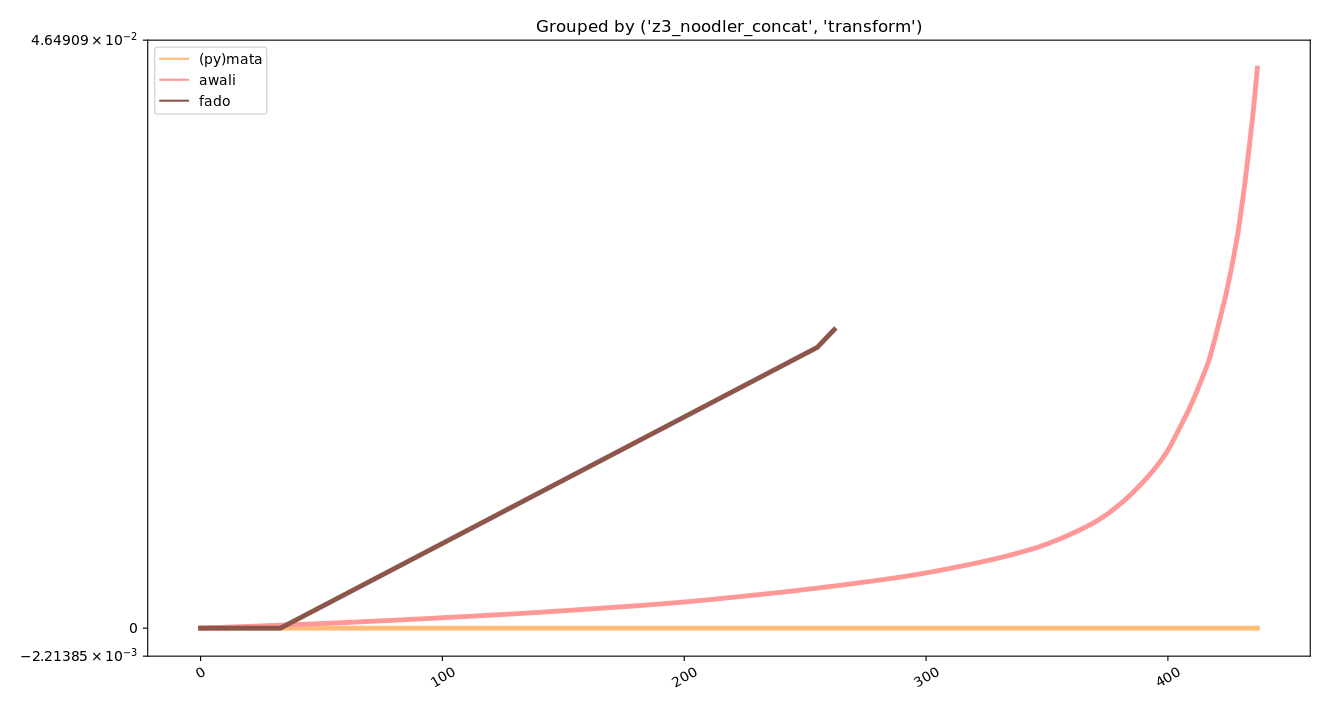 Grouped by ('z3_noodler_concat', 'transform')
4.64909 × 10⁻²
(py)mata
awali
fado
0
−2.21385 × 10⁻³
0
100
200
300
400